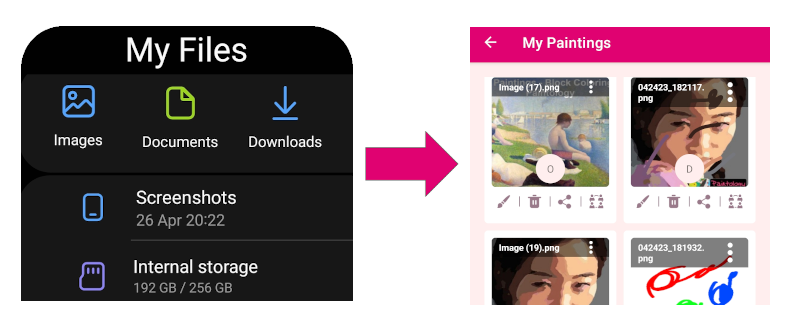 My Files
Images
Documents
Downloads
Screenshots
26 Apr 20:22
Internal storage
192 GB / 256 GB
My Paintings
Image (17).png
042423_182117.
png
O
D
Image (19).png
042423_181932.
png